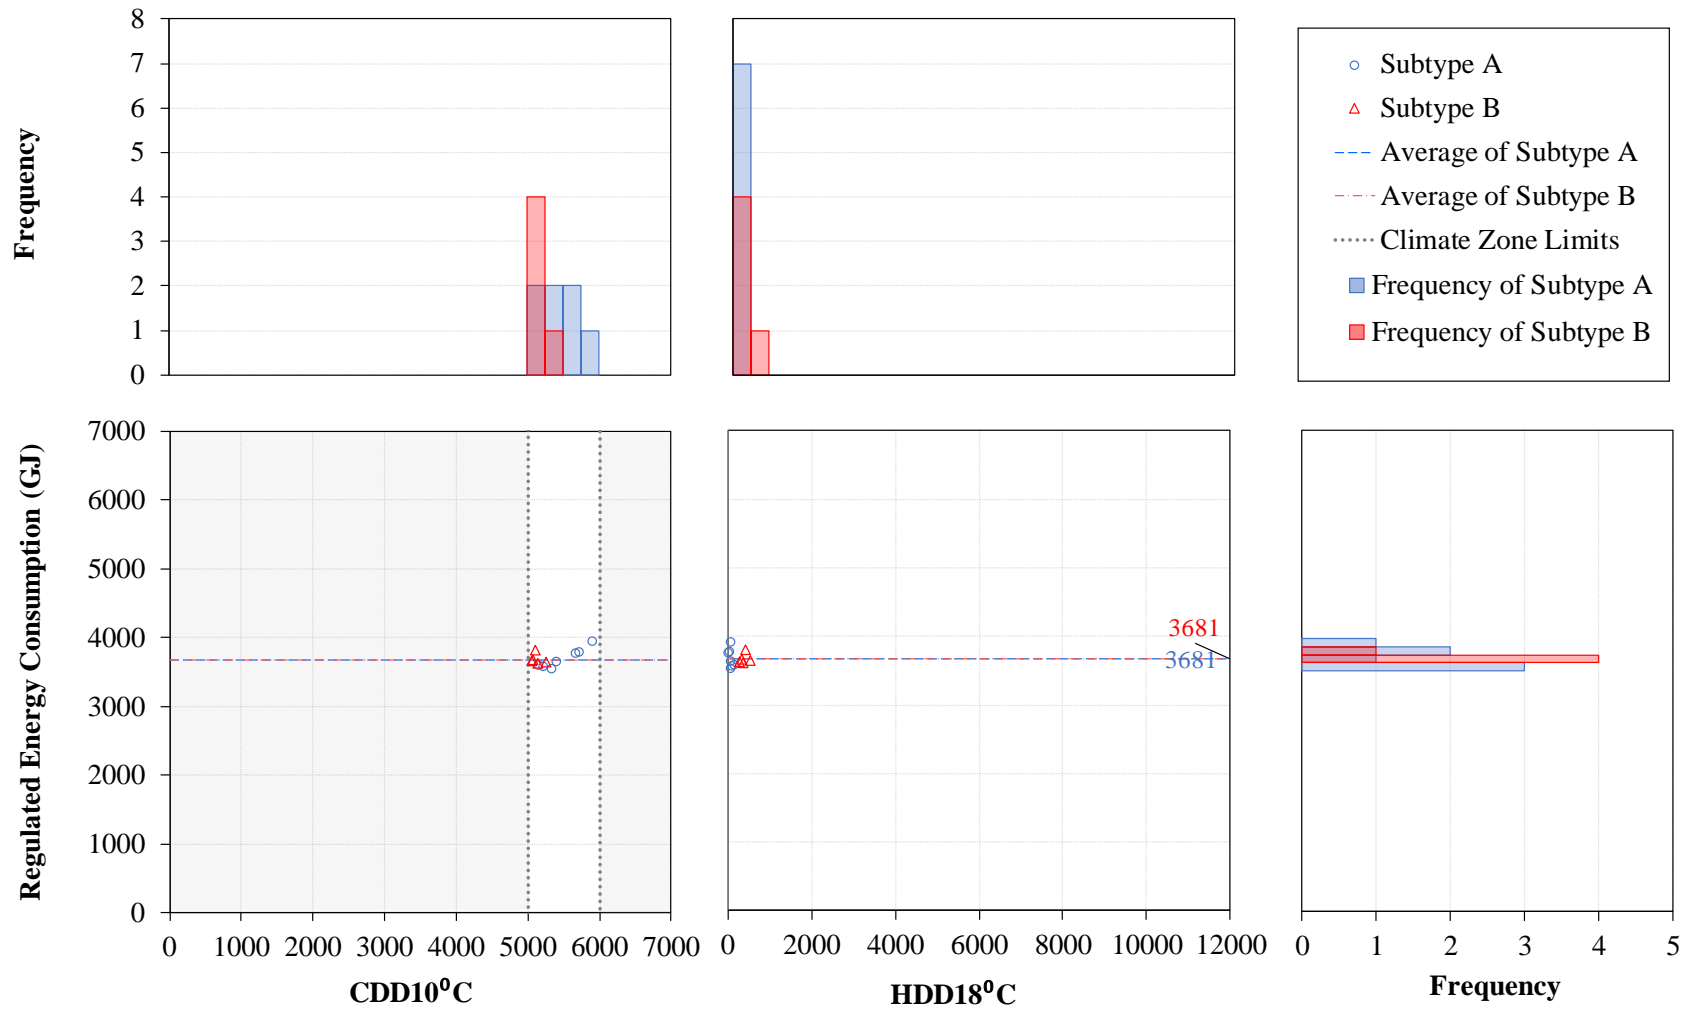 Frequency
8
7
6
5
4
3
2
1
0
Subtype A
Subtype B
Average of Subtype A
Average of Subtype B
Climate Zone Limits
Frequency of Subtype A
Frequency of Subtype B
Regulated Energy Consumption (GJ)
7000
6000
5000
4000
3000
2000
1000
0
3681
3681
0 1000 2000 3000 4000 5000 6000 7000
CDD10⁰C
0 2000 4000 6000 8000 10000 12000
HDD18⁰C
0 1 2 3 4 5
Frequency